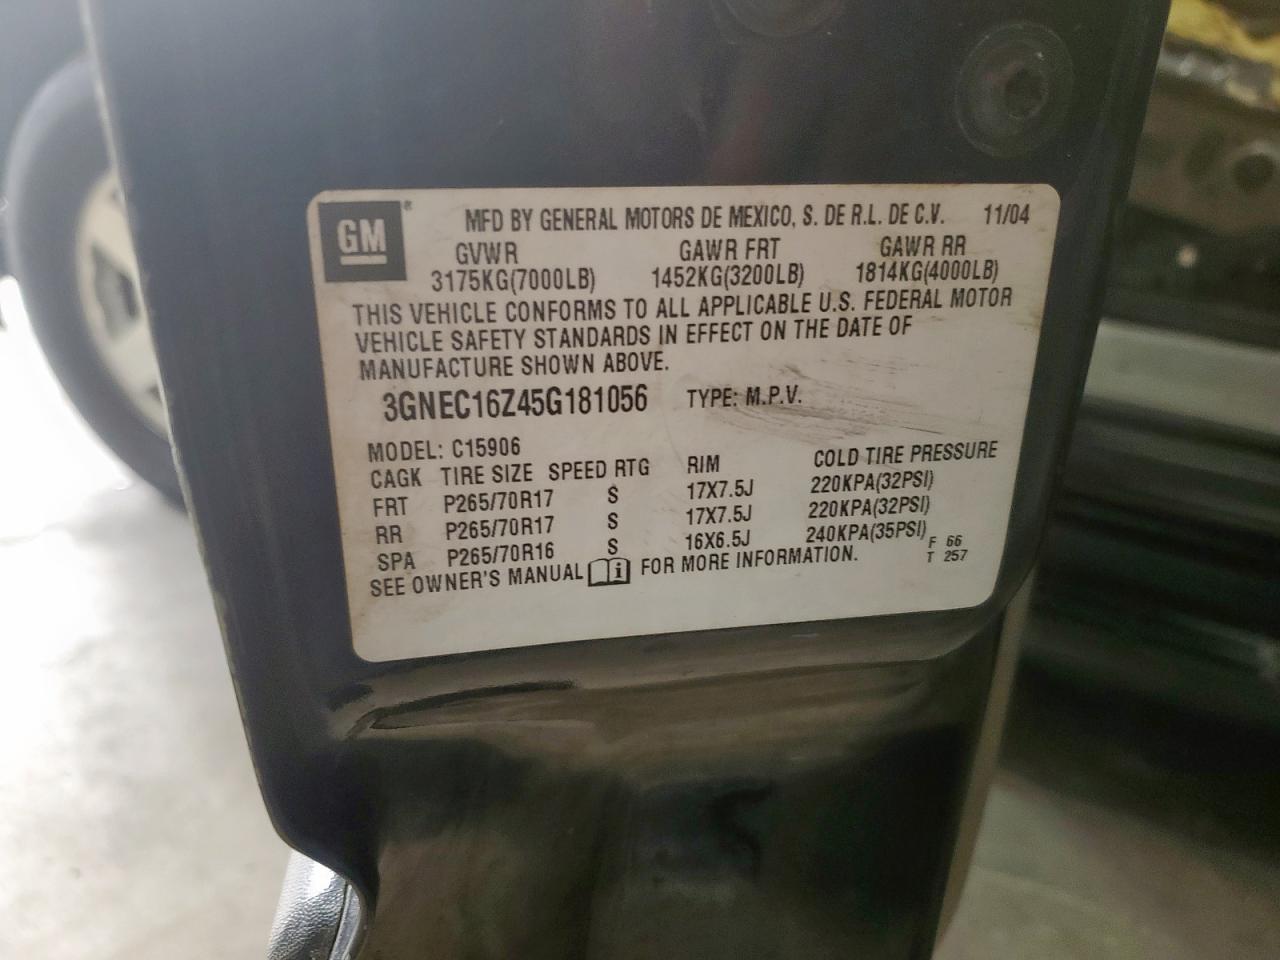 GM ® MFD BY GENERAL MOTORS DE MEXICO, S. DE R.L. DE C.V. 11/04
GVWR GAWR FRT GAWR RR
3175KG(7000LB) 1452KG(3200LB) 1814KG(4000LB)
THIS VEHICLE CONFORMS TO ALL APPLICABLE U.S. FEDERAL MOTOR
VEHICLE SAFETY STANDARDS IN EFFECT ON THE DATE OF
MANUFACTURE SHOWN ABOVE.
3GNEC16Z45G181056 TYPE: M.P.V.
MODEL: C15906
CAGK TIRE SIZE SPEED RTG RIM COLD TIRE PRESSURE
FRT P265/70R17 S 17X7.5J 220KPA(32PSI)
RR P265/70R17 S 17X7.5J 220KPA(32PSI)
SPA P265/70R16 S 16X6.5J 240KPA(35PSI) F 66
SEE OWNER'S MANUAL i FOR MORE INFORMATION. T 257